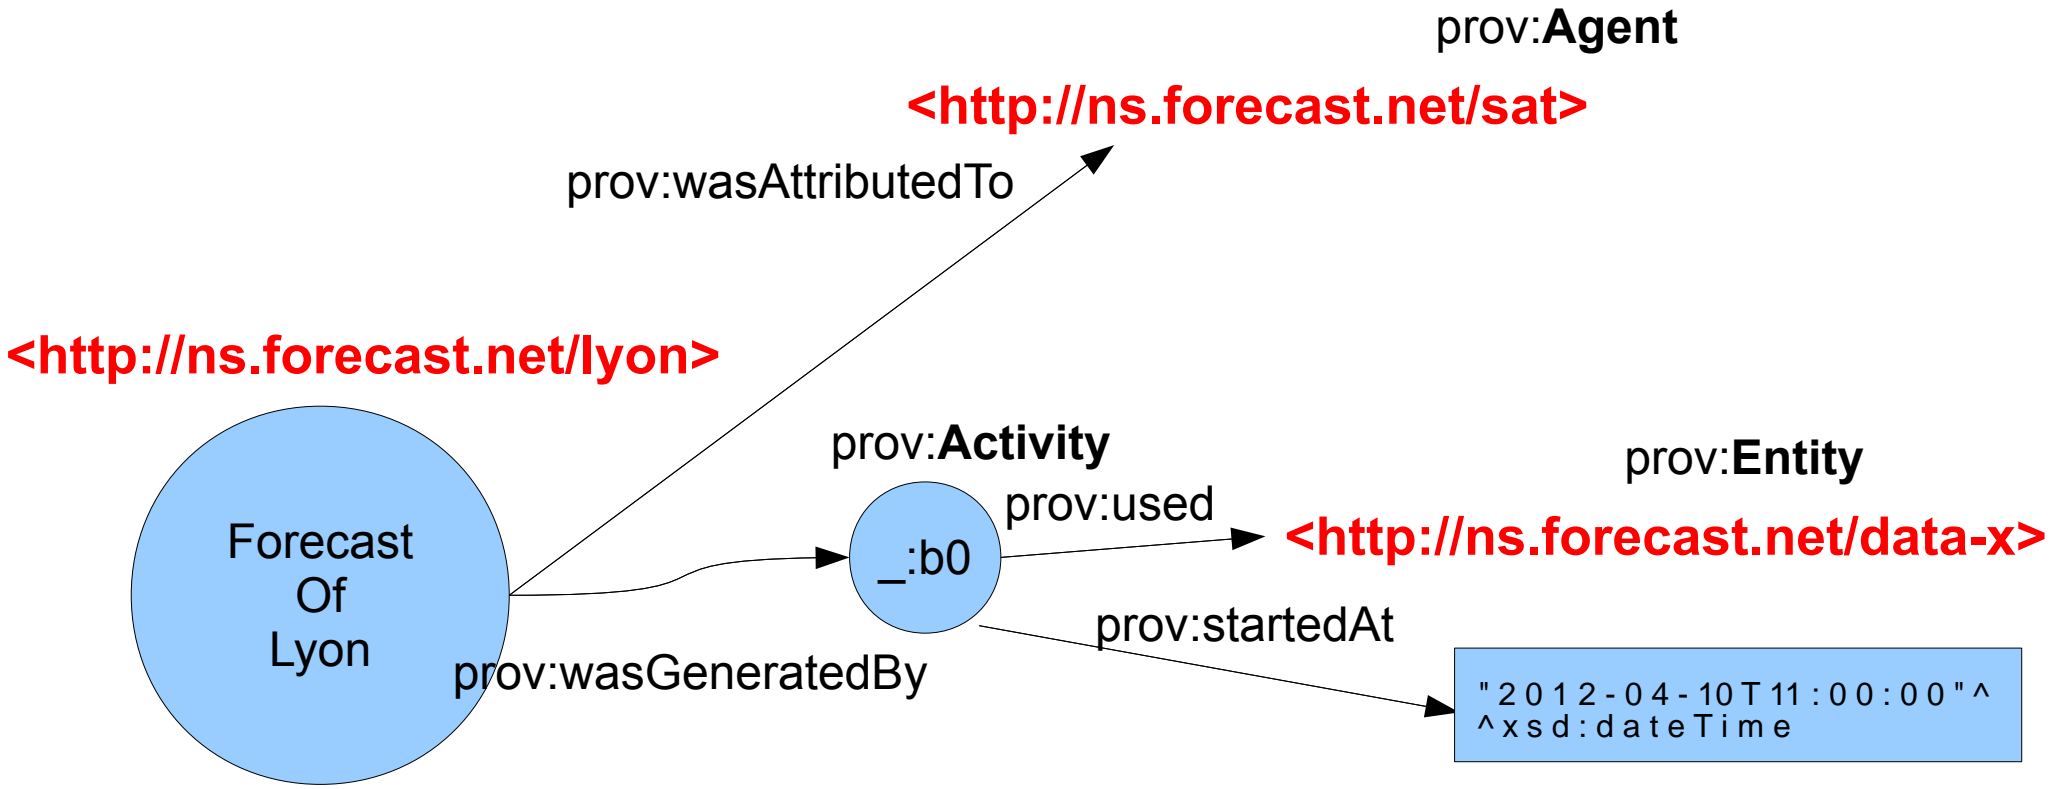 prov:Agent
<http://ns.forecast.net/sat>
prov:wasAttributedTo
<http://ns.forecast.net/lyon>
prov:Activity
prov:Entity
prov:used
<http://ns.forecast.net/data-x>
Forecast
Of
Lyon
_:b0
prov:startedAt
prov:wasGeneratedBy
"2012-04-10T11:00:00"^
^xsd:dateTime